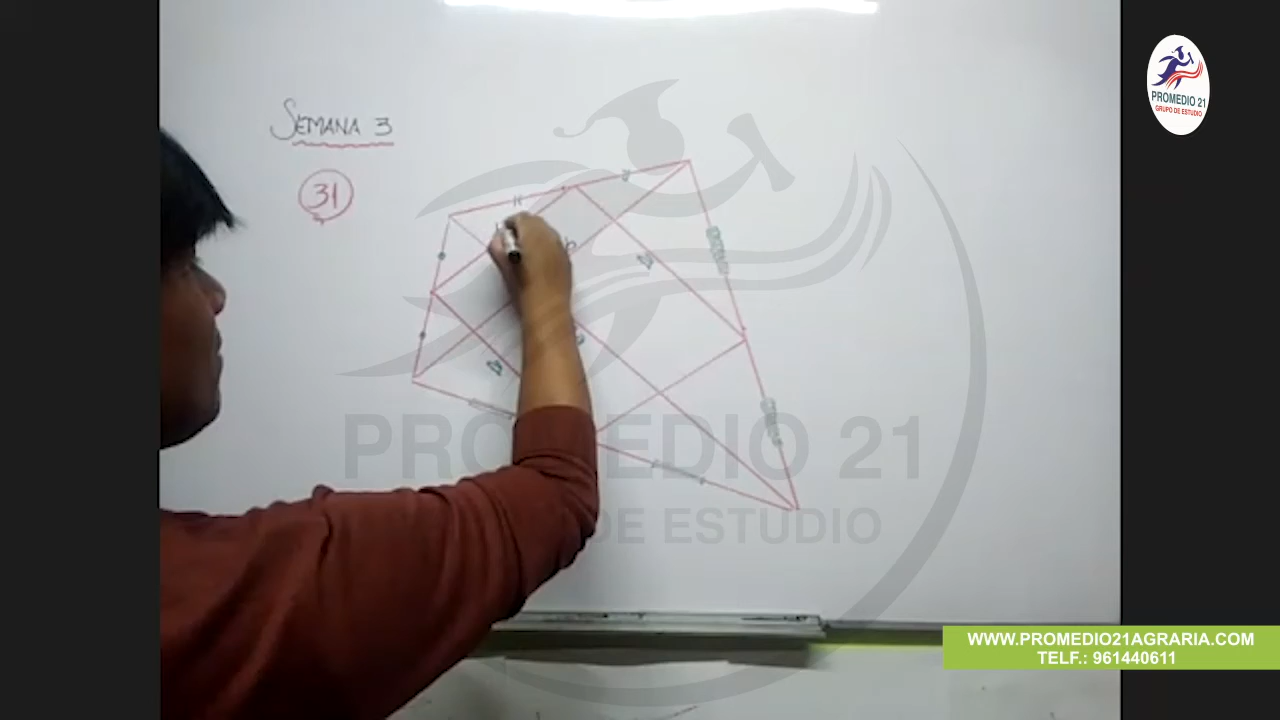 SEMANA 3
31
PROMEDIO 21
GRUPO DE ESTUDIO
PROMEDIO 21
DE ESTUDIO
WWW.PROMEDIO21AGRARIA.COM
TELF.: 961440611